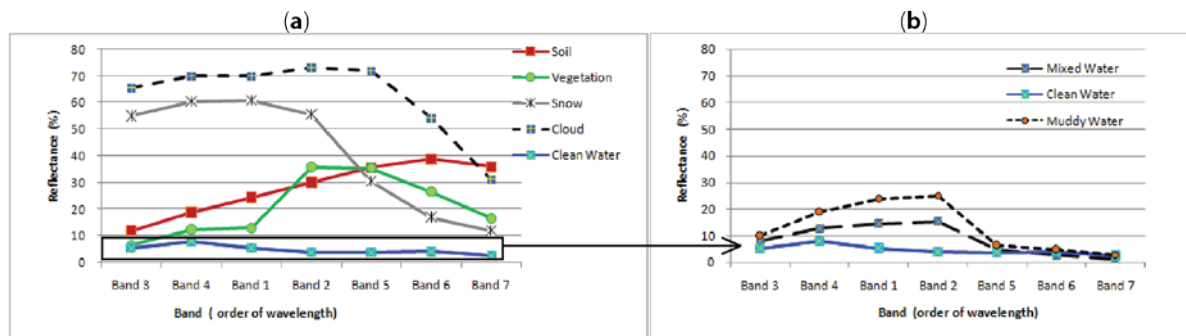 (a)
80
70
60
50
40
30
20
10
0
Reflectance (%)
Band 3 Band 4 Band 1 Band 2 Band 5 Band 6 Band 7
Band ( order of wavelength)
Soil
Vegetation
Snow
Cloud
Clean Water
(b)
80
70
60
50
40
30
20
10
0
Reflectance (%)
Band 3 Band 4 Band 1 Band 2 Band 5 Band 6 Band 7
Band (order of wavelength)
Mixed Water
Clean Water
Muddy Water